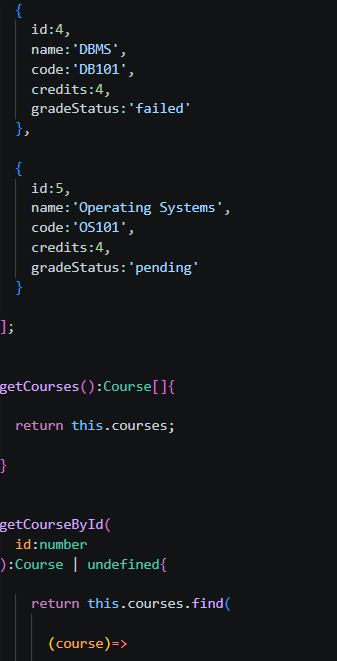 {
id:4,
name:'DBMS',
code:'DB101',
credits:4,
gradeStatus:'failed'
},
{
id:5,
name:'Operating Systems',
code:'OS101',
credits:4,
gradeStatus:'pending'
}
];
getCourses():Course[]{
return this.courses;
}
getCourseById(
id:number
):Course | undefined{
return this.courses.find(
(course)=>